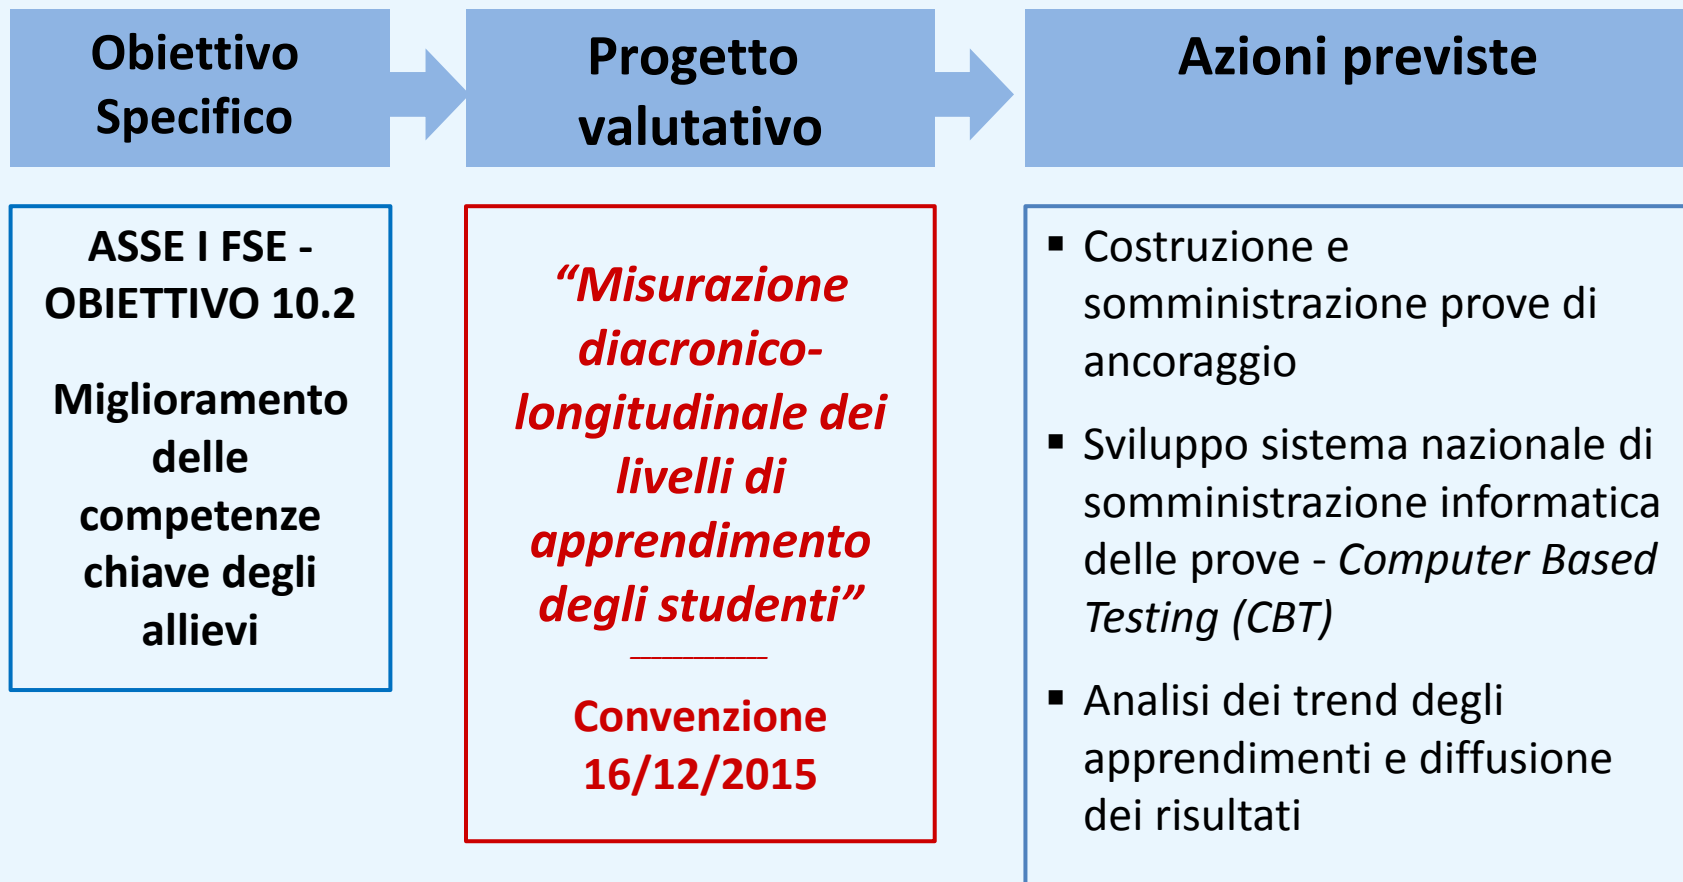 Obiettivo
Specifico
Progetto
valutativo
Azioni previste
ASSE I FSE -
OBIETTIVO 10.2
Miglioramento
delle
competenze
chiave degli
allievi
“Misurazione
diacronico-
longitudinale dei
livelli di
apprendimento
degli studenti”
Convenzione
16/12/2015
▪ Costruzione e
somministrazione prove di
ancoraggio
▪ Sviluppo sistema nazionale di
somministrazione informatica
delle prove - Computer Based
Testing (CBT)
▪ Analisi dei trend degli
apprendimenti e diffusione
dei risultati